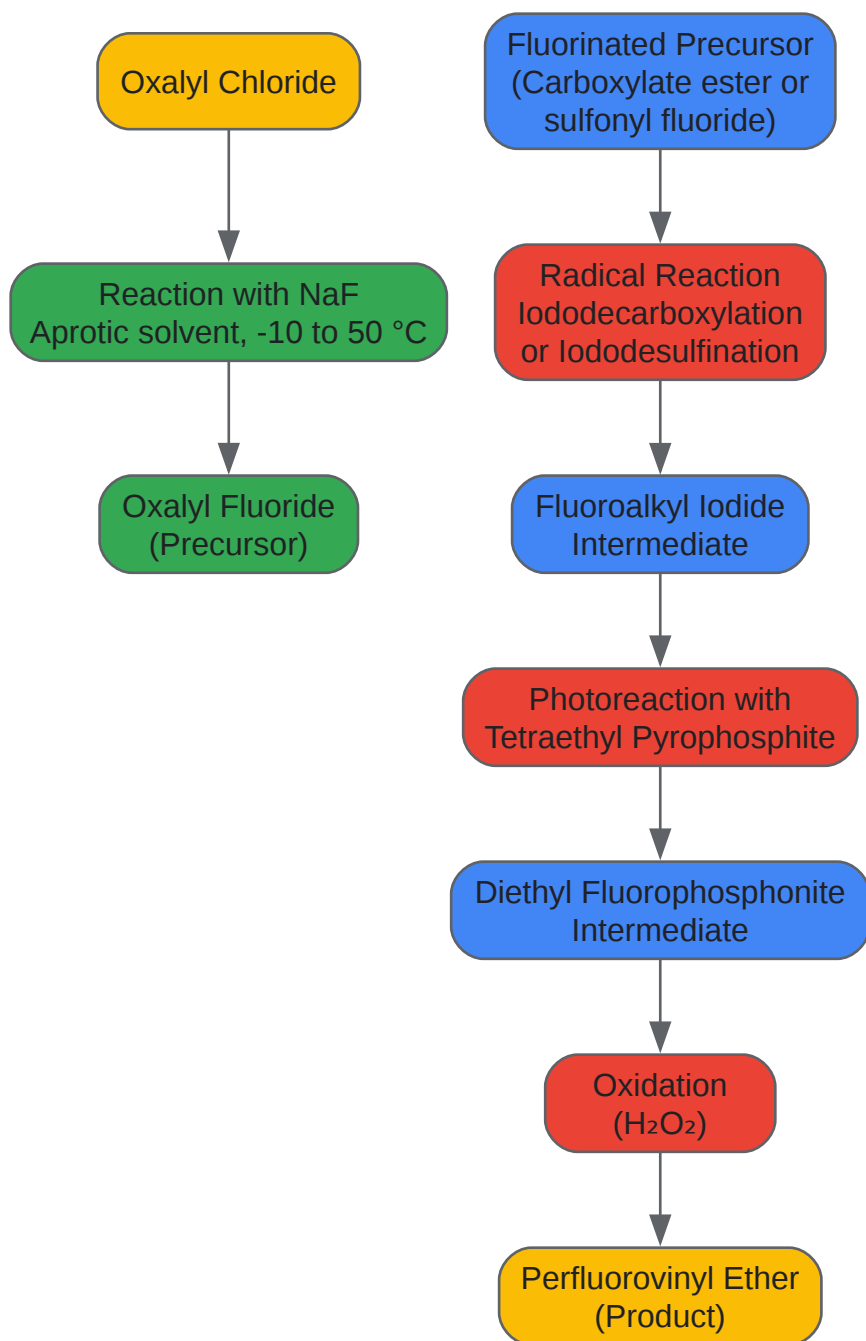 Oxalyl Chloride
Reaction with NaF
Aprotic solvent, -10 to 50 °C
Oxalyl Fluoride
(Precursor)
Fluorinated Precursor
(Carboxylate ester or
sulfonyl fluoride)
Radical Reaction
Iododecarboxylation
or Iododesulfination
Fluoroalkyl Iodide
Intermediate
Photoreaction with
Tetraethyl Pyrophosphite
Diethyl Fluorophosphonite
Intermediate
Oxidation
(H₂O₂)
Perfluorovinyl Ether
(Product)